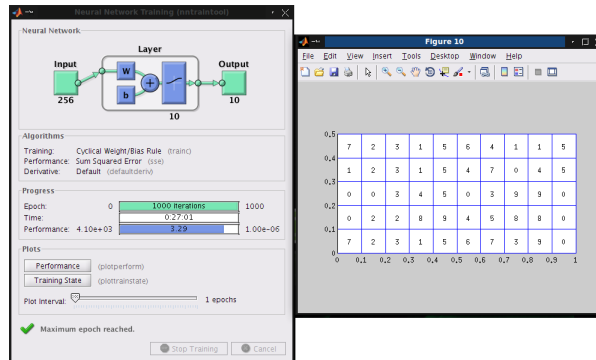 Neural Network Training (nntraintool)
Neural Network
Layer
Input
W
Output
b
256
10
10
Algorithms
Training: Cyclical Weight/Bias Rule (trainc)
Performance: Sum Squared Error (sse)
Derivative: Default (defaultderiv)
Progress
Epoch: 0 1000 iterations 1000
Time: 0:27:01
Performance: 4.10e+03 3.29 1.00e-06
Plots
Performance (plotperform)
Training State (plottrainstate)
Plot Interval: 1 epochs
Maximum epoch reached.
Stop Training Cancel
Figure 10
File Edit View Insert Tools Desktop Window Help
0.5
7 2 3 1 5 6 4 1 1 5
0.4
1 2 3 1 5 4 7 0 4 5
0.3
0 0 3 4 5 0 3 9 9 0
0.2
0 2 2 8 9 4 5 8 8 0
0.1
7 2 3 1 5 6 7 3 9 0
0
0 0.1 0.2 0.3 0.4 0.5 0.6 0.7 0.8 0.9 1